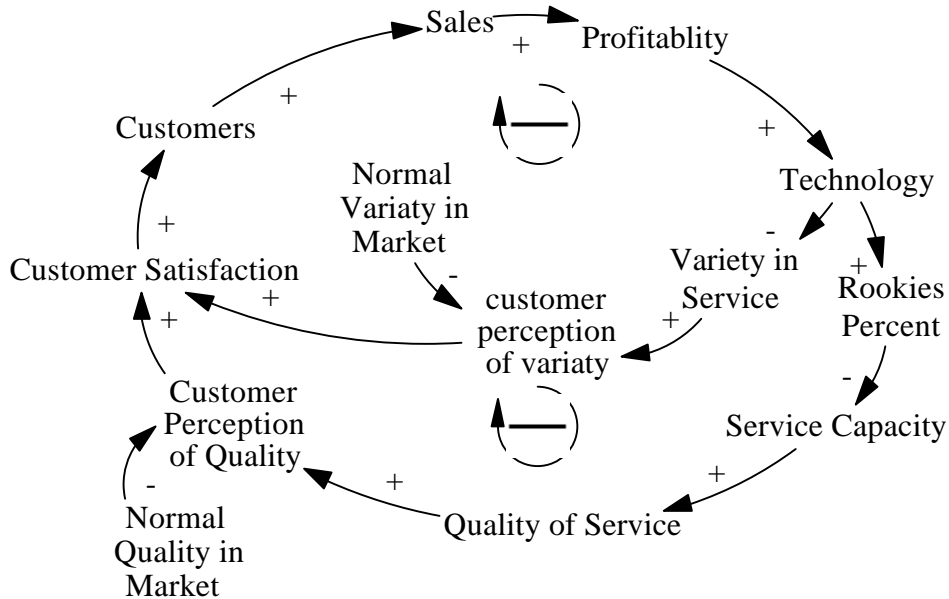 Sales
+
Profitablity
+
Customers
+
Technology
Normal
Variaty in
Market
-
+
Customer Satisfaction
-
Variety in
Service
+
Rookies
Percent
+
customer
perception
of variaty
+
+
Customer
Perception
of Quality
-
Service Capacity
+
+
Quality of Service
-
Normal
Quality in
Market